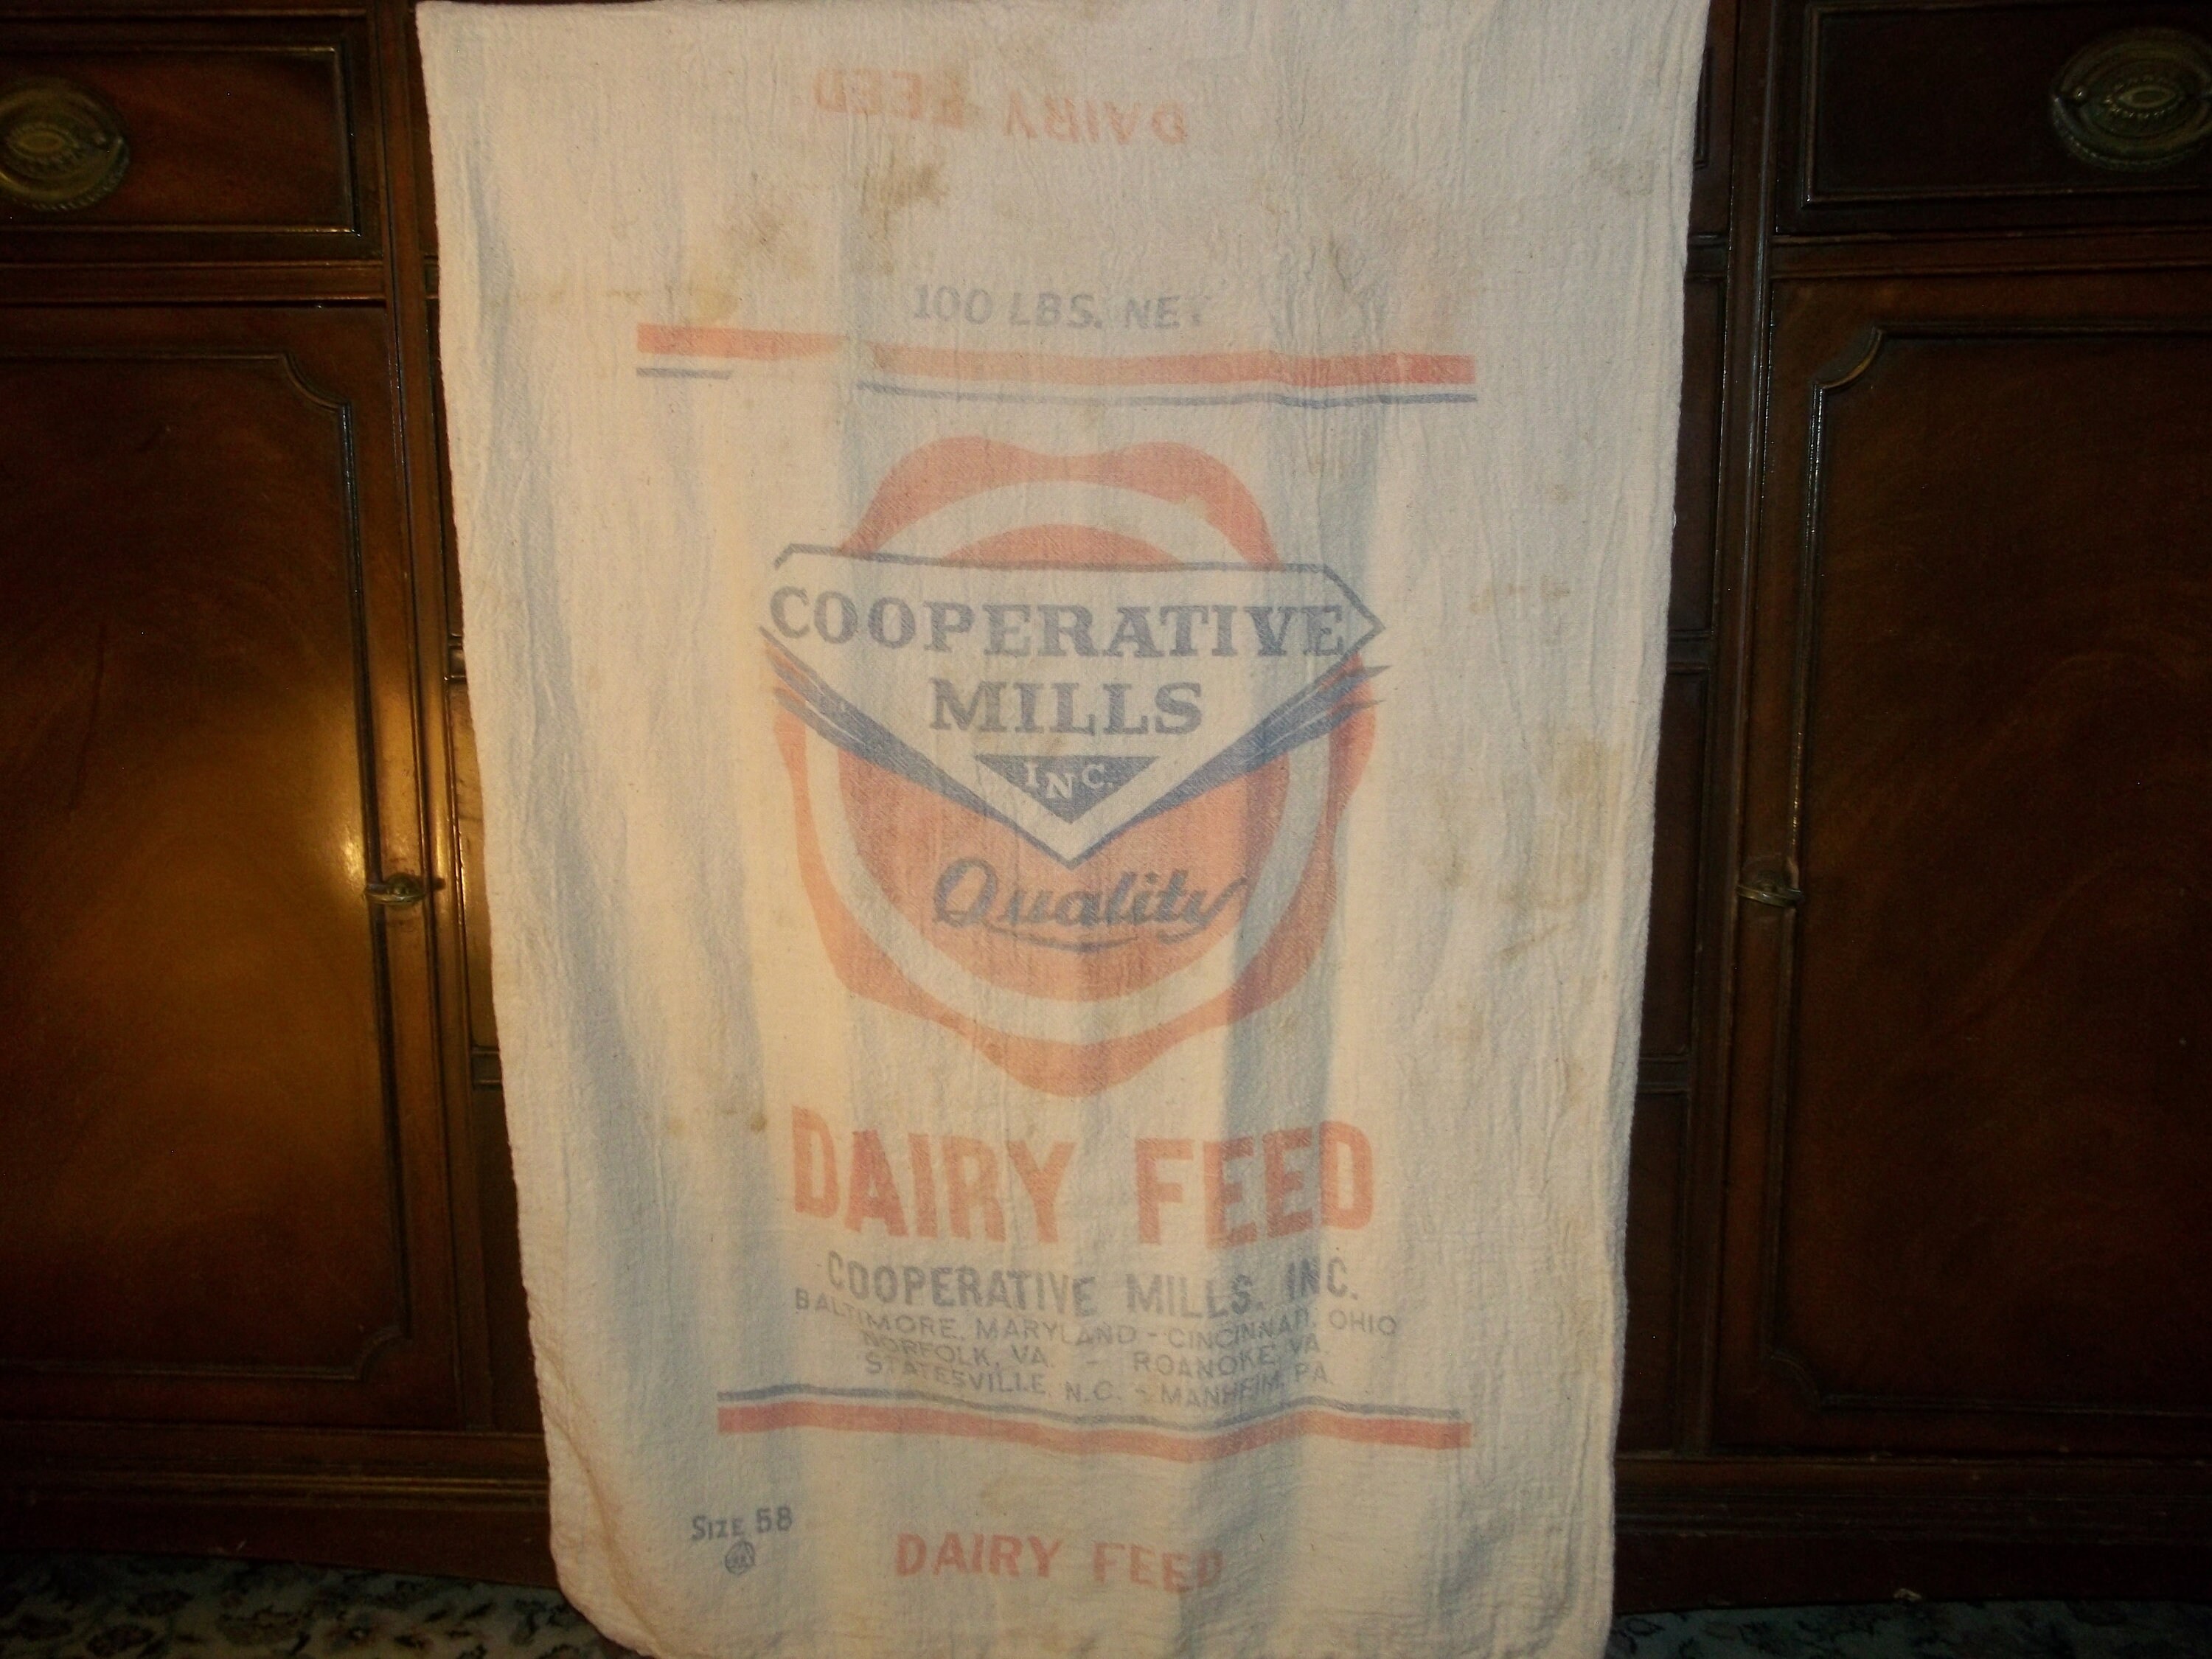 DAIRY FEED
100 LBS. NET
COOPERATIVE
MILLS
INC.
Quality
DAIRY FEED
COOPERATIVE MILLS, INC.
BALTIMORE, MARYLAND - CINCINNATI, OHIO
NORFOLK, VA. - ROANOKE, VA.
STATESVILLE, N.C. - MANHEIM, PA.
SIZE 58
DAIRY FEED